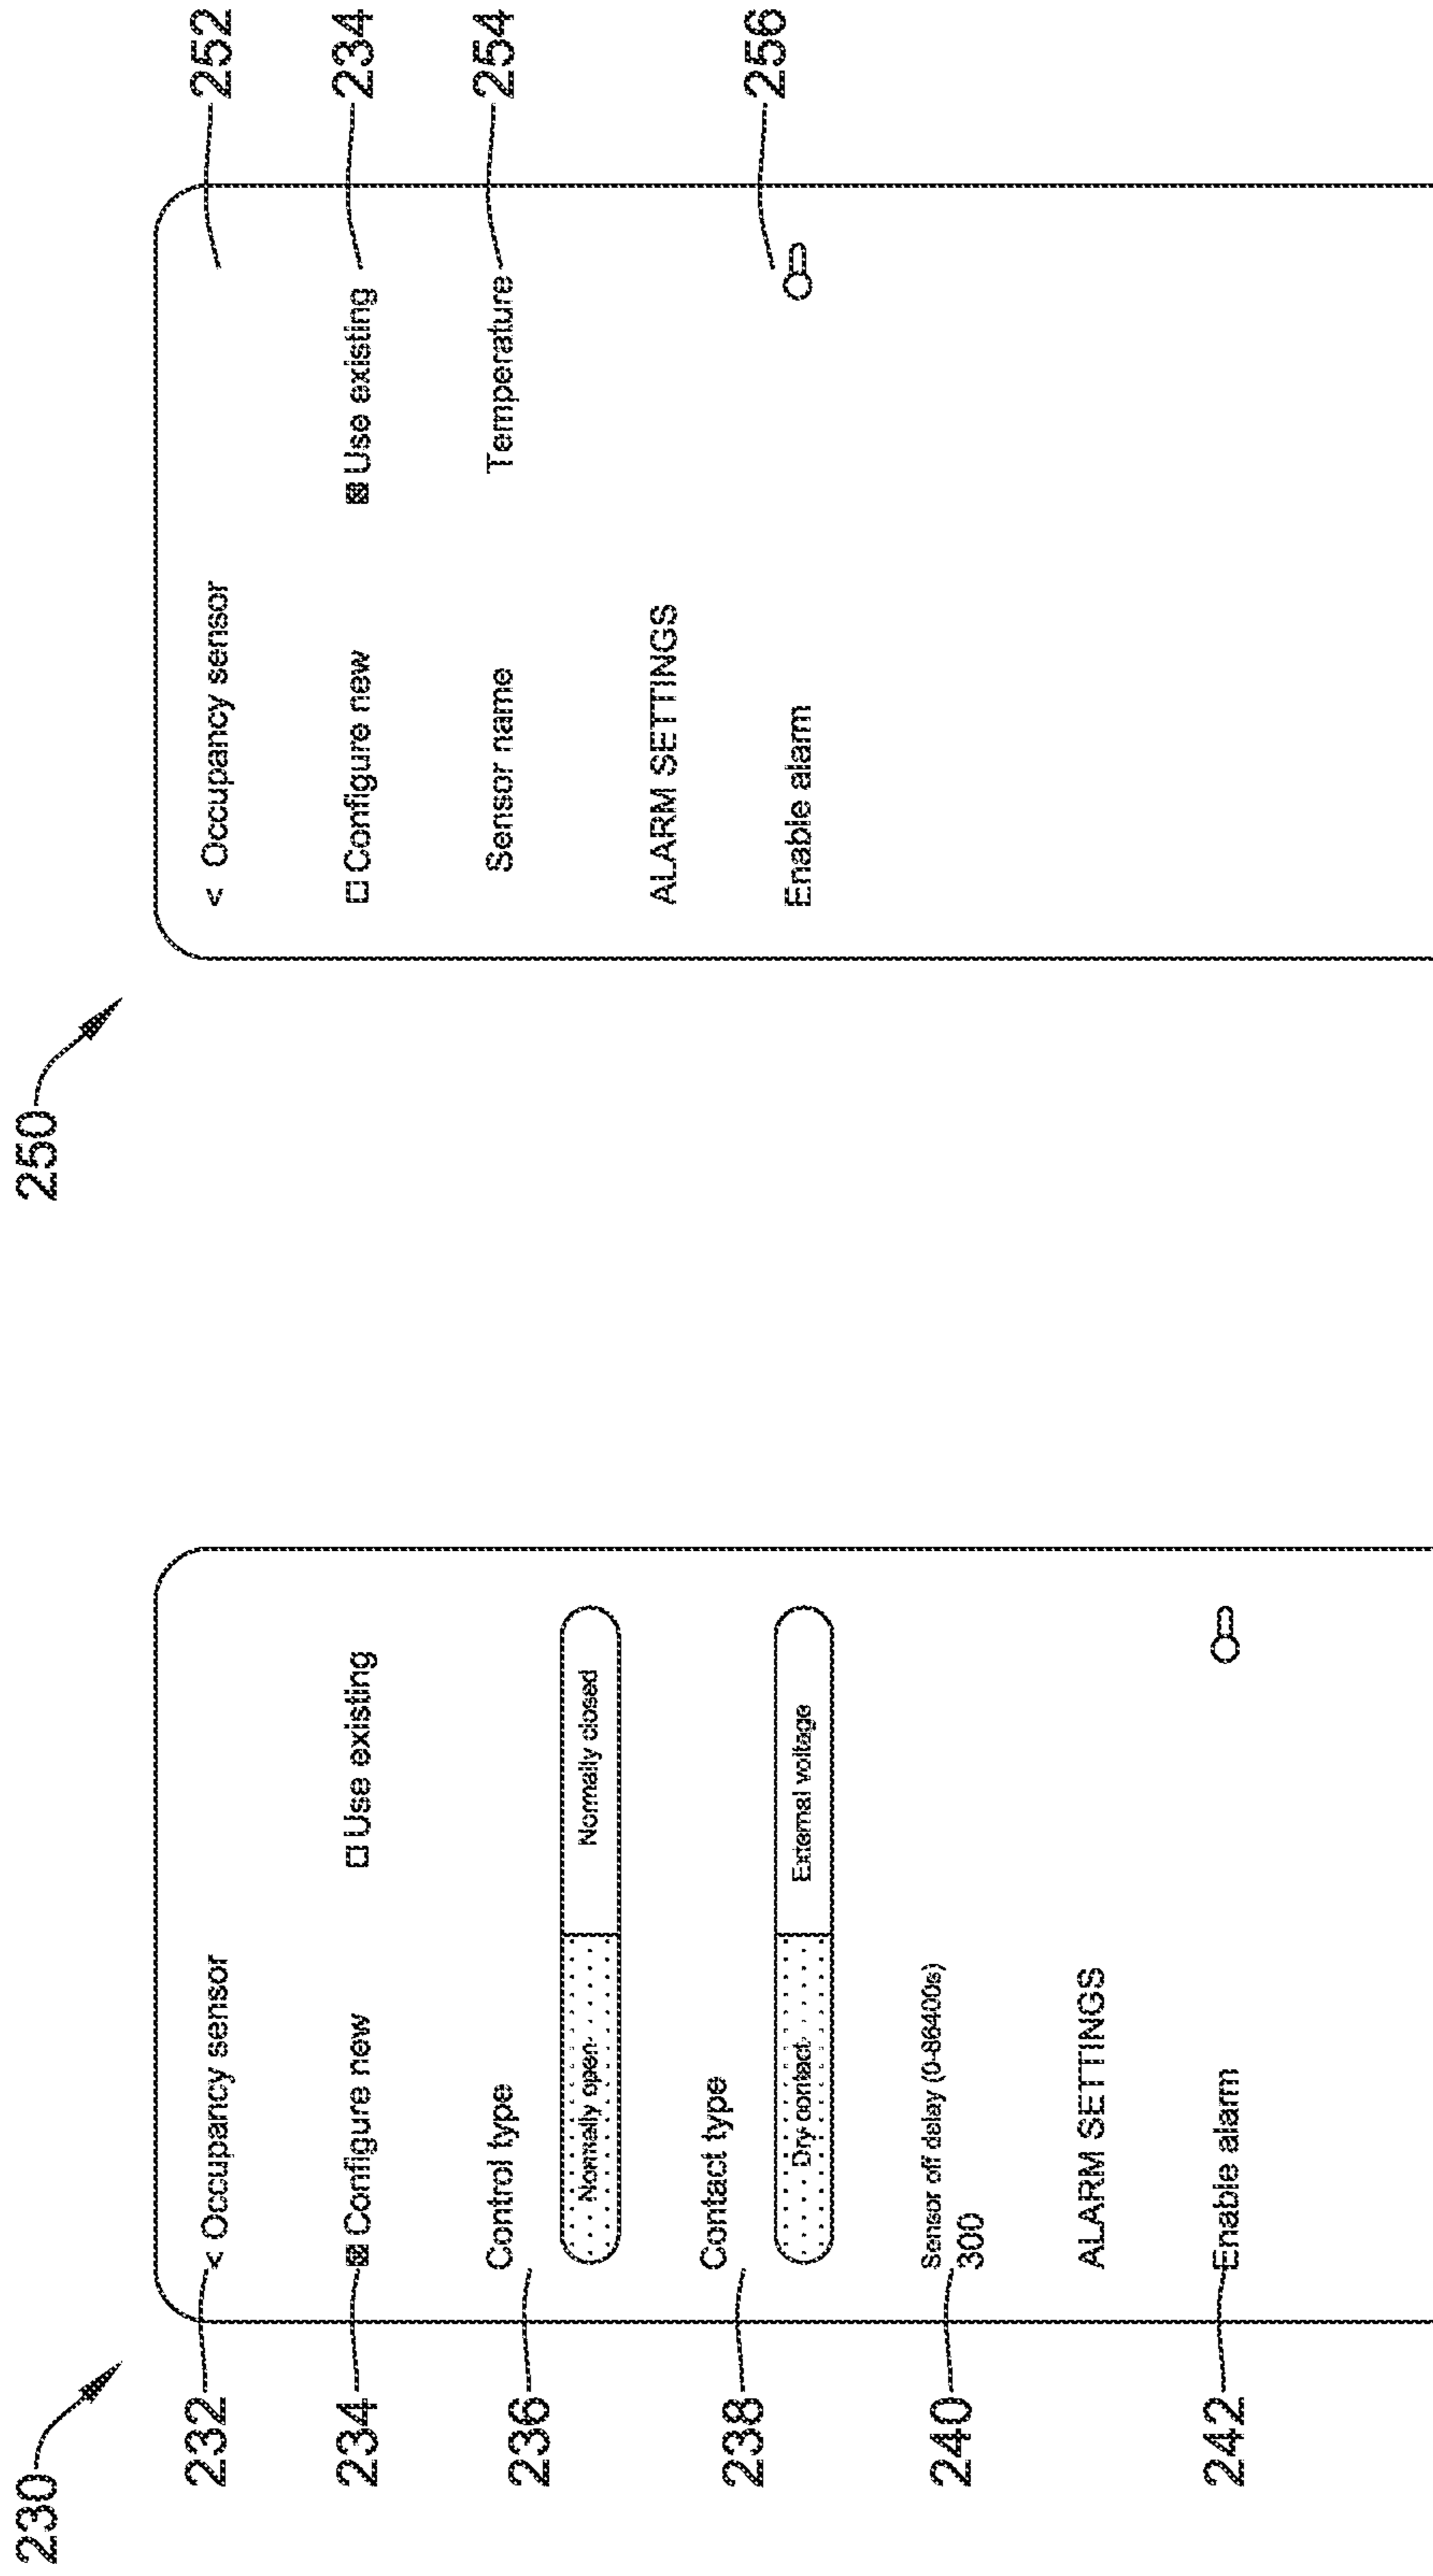 230
232
< Occupancy sensor
234
☒ Configure new ☐ Use existing
236
Control type
Normally open Normally closed
238
Contact type
Dry contact External voltage
240
Sensor off delay (0-86400s)
300
ALARM SETTINGS
242
Enable alarm
250
< Occupancy sensor
252
☐ Configure new ☒ Use existing
234
Sensor name Temperature
254
ALARM SETTINGS
Enable alarm
256